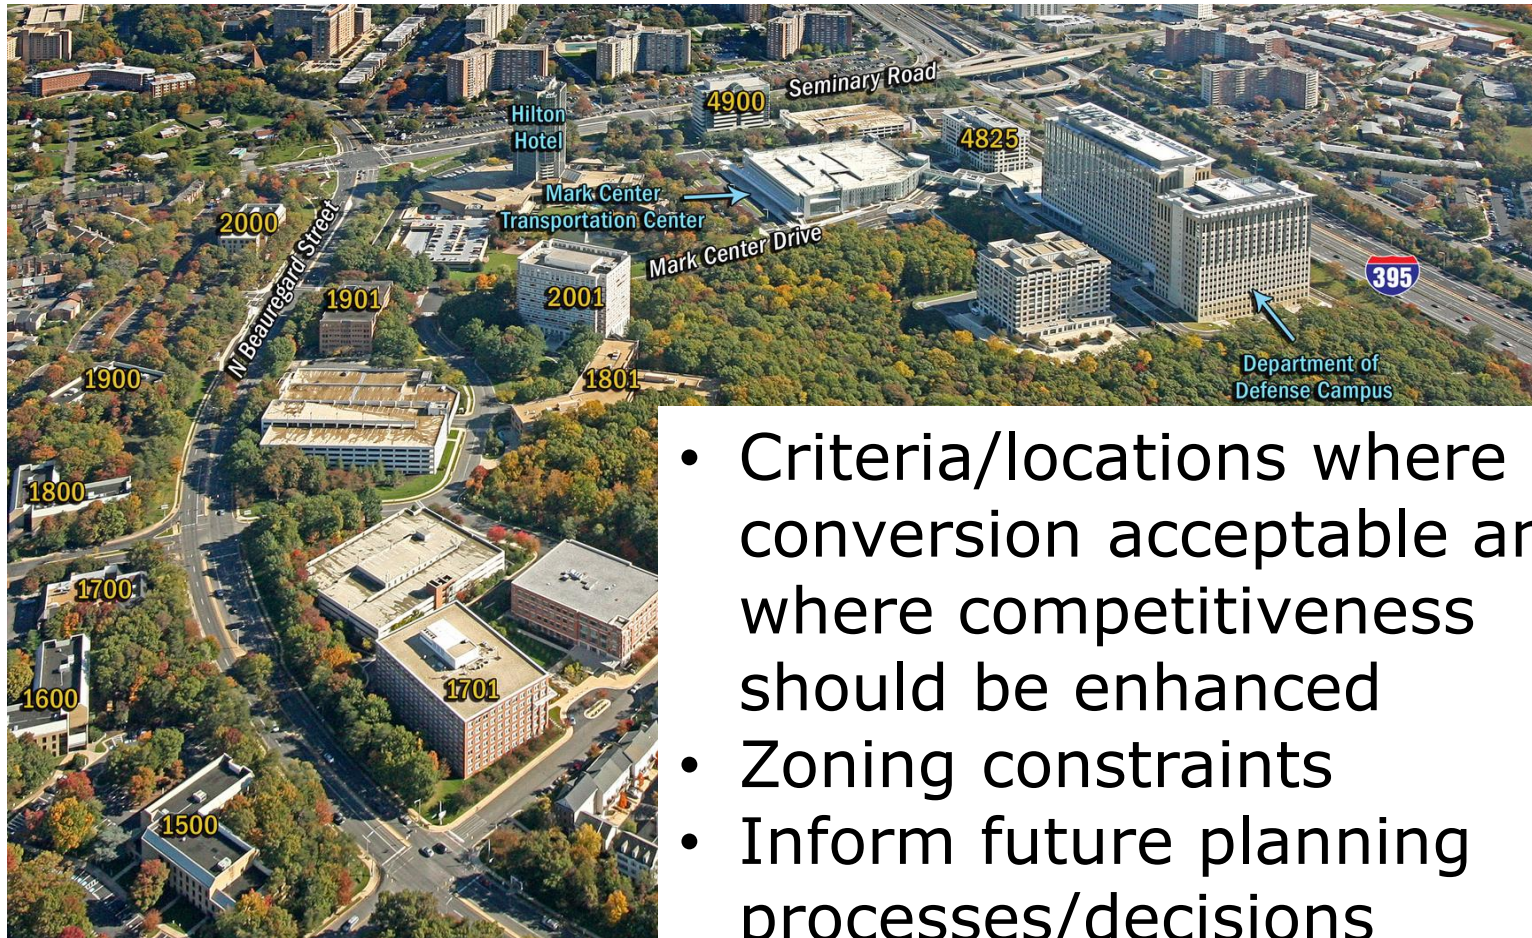 Seminary Road
4900
Hilton
Hotel
4825
Mark Center
Transportation Center
2000
N Beauregard Street
Mark Center Drive
395
1901
2001
Department of
Defense Campus
1900
1801
1800
1700
1600
1701
1500
• Criteria/locations where
conversion acceptable
where competitiveness
should be enhanced
• Zoning constraints
• Inform future planning
processes/decisions